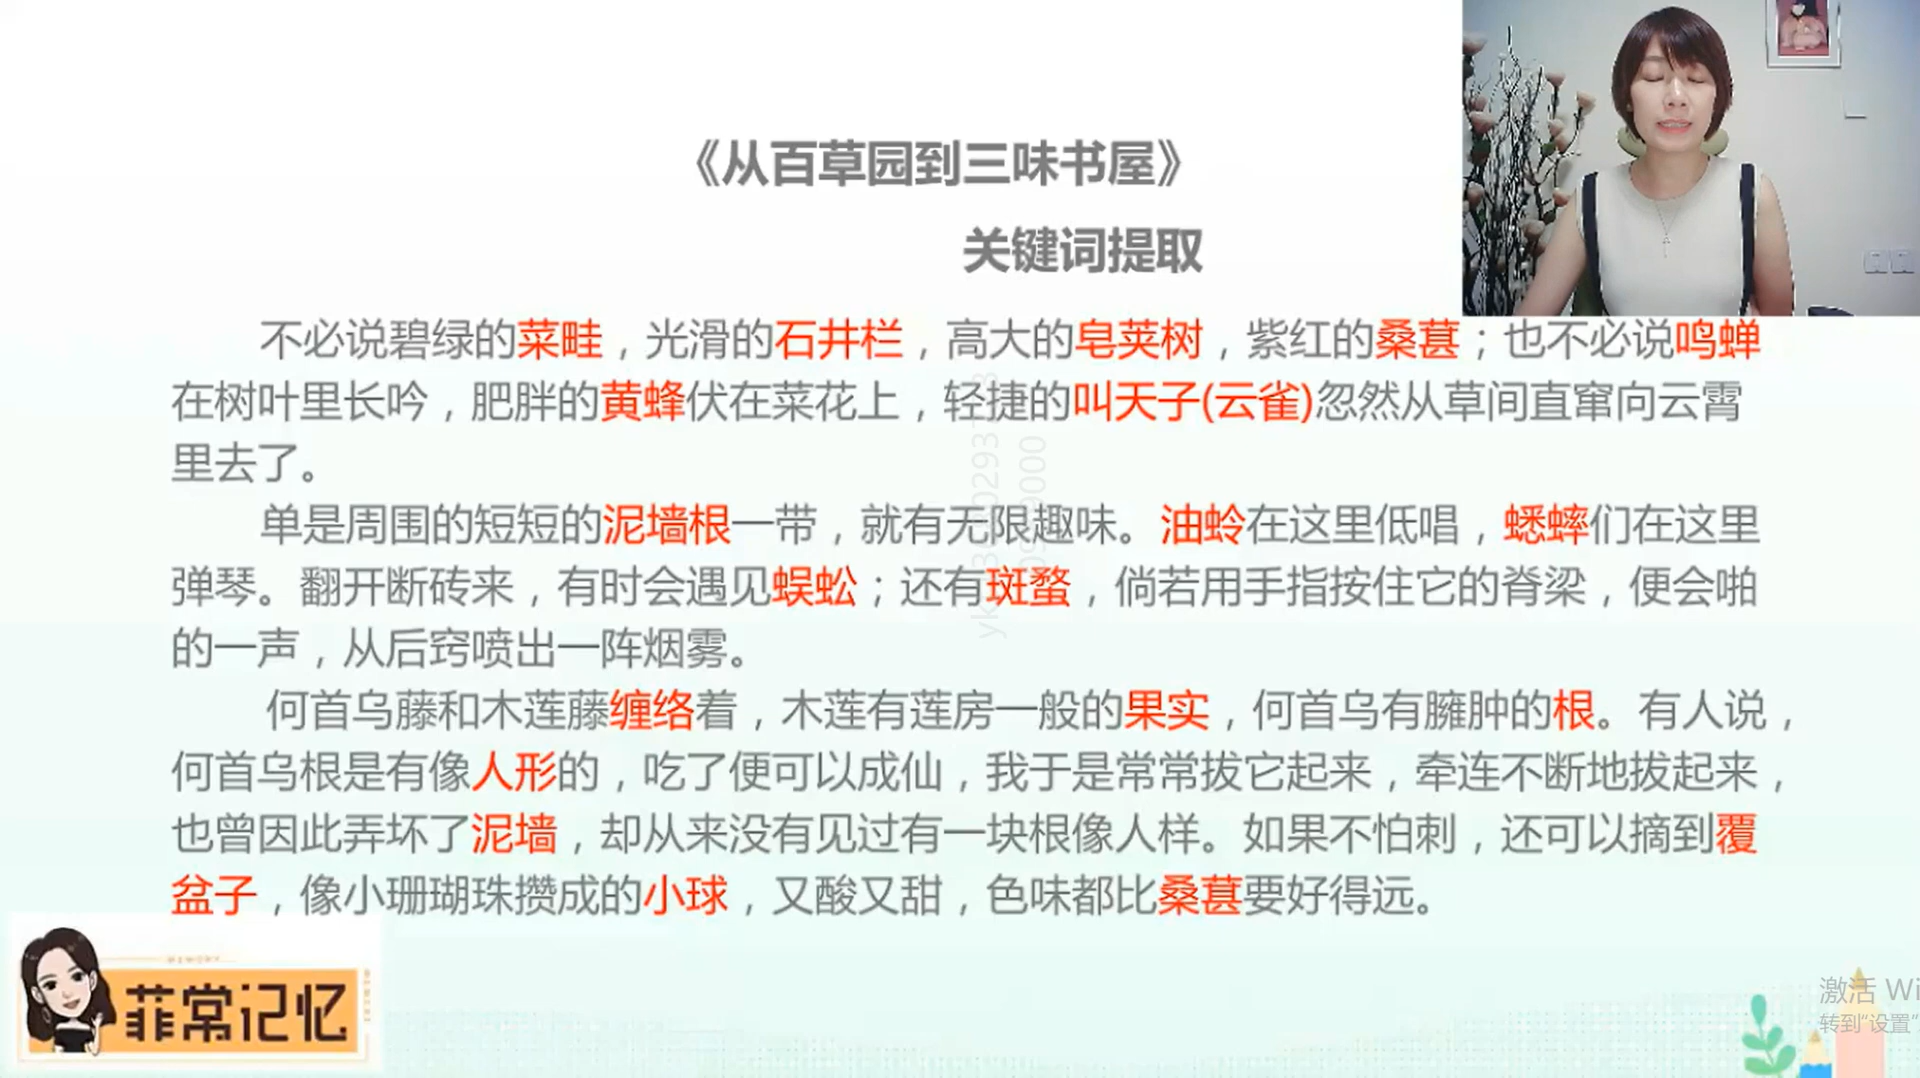 《从百草园到三味书屋》
关键词提取
不必说碧绿的菜畦，光滑的石井栏，高大的皂荚树，紫红的桑葚；也不必说鸣蝉
在树叶里长吟，肥胖的黄蜂伏在菜花上，轻捷的叫天子(云雀)忽然从草间直窜向云霄
里去了。
单是周围的短短的泥墙根一带，就有无限趣味。油蛉在这里低唱，蟋蟀们在这里
弹琴。翻开断砖来，有时会遇见蜈蚣；还有斑蝥，倘若用手指按住它的脊梁，便会啪
的一声，从后窍喷出一阵烟雾。
何首乌藤和木莲藤缠络着，木莲有莲房一般的果实，何首乌有臃肿的根。有人说，
何首乌根是有像人形的，吃了便可以成仙，我于是常常拔它起来，牵连不断地拔起来，
也曾因此弄坏了泥墙，却从来没有见过有一块根像人样。如果不怕刺，还可以摘到覆
盆子，像小珊瑚珠攒成的小球，又酸又甜，色味都比桑葚要好得远。
MEMORY
菲常记忆
激活 Wi
转到“设置”